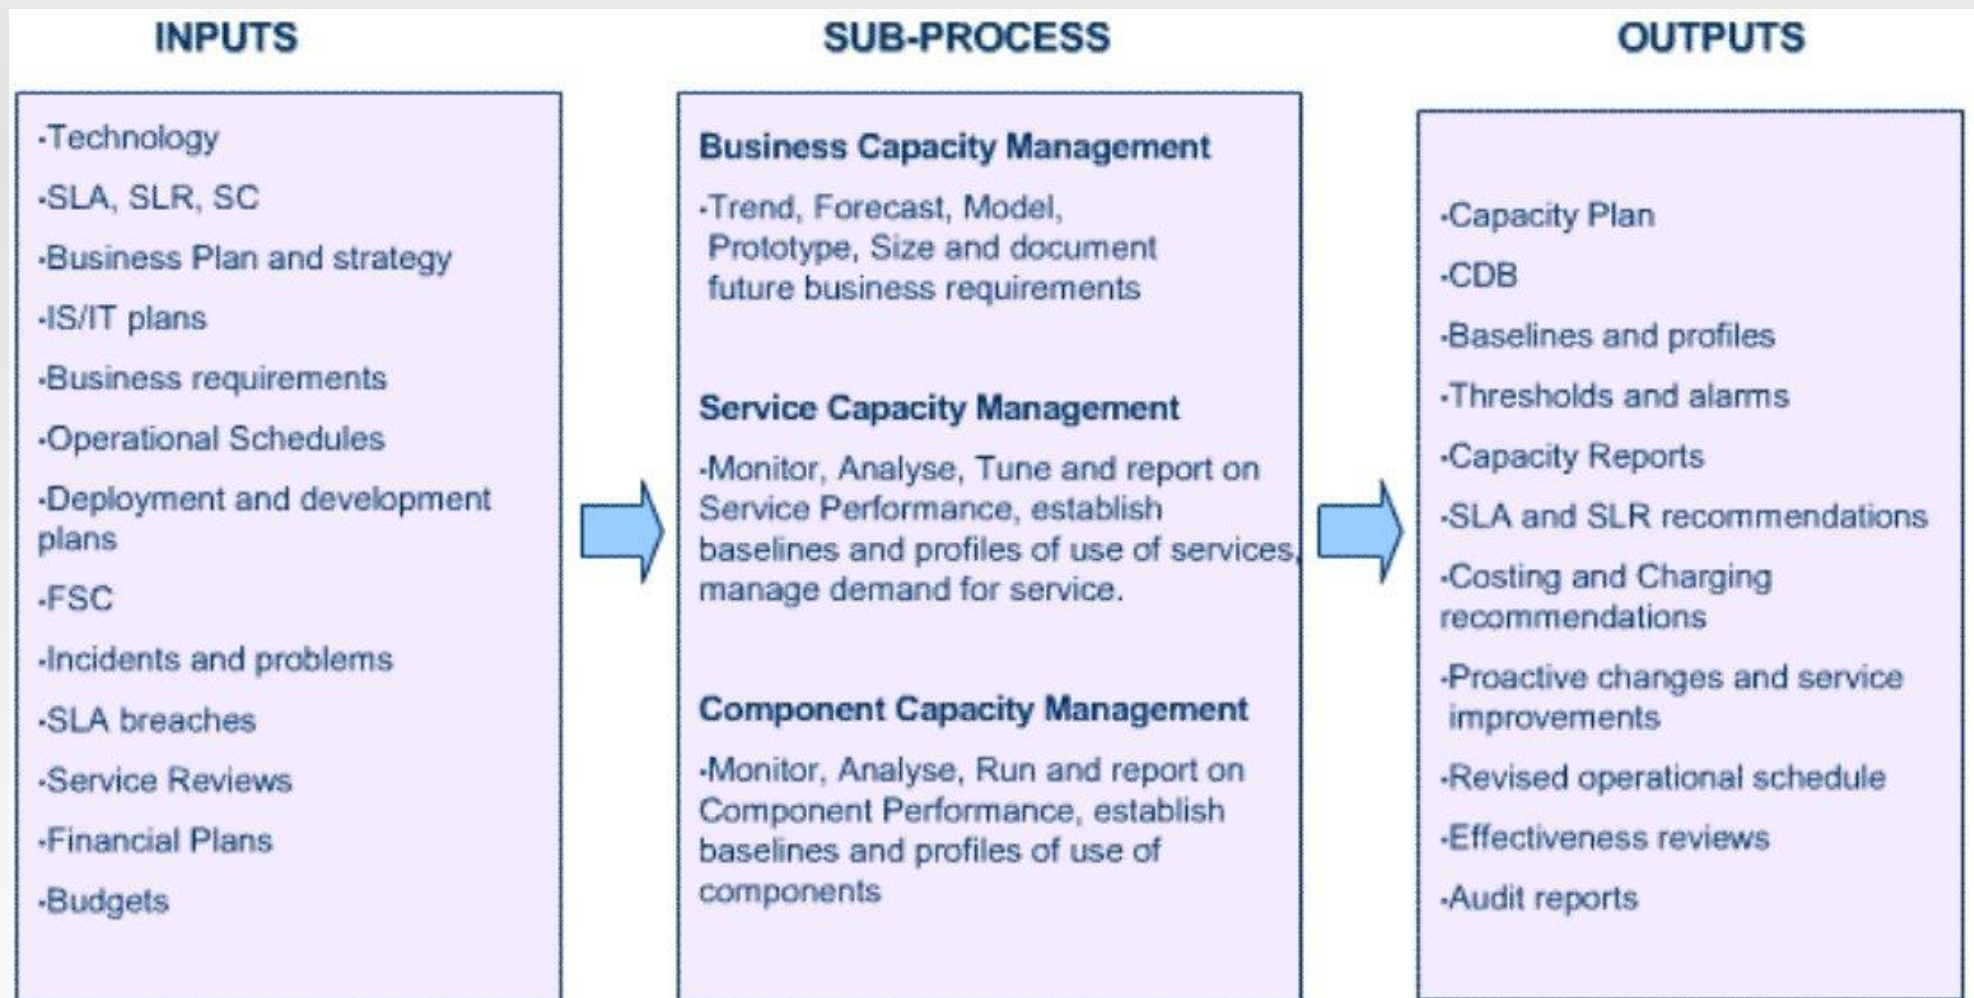 INPUTS
·Technology
·SLA, SLR, SC
·Business Plan and strategy
·IS/IT plans
·Business requirements
·Operational Schedules
·Deployment and development
plans
·FSC
·Incidents and problems
·SLA breaches
·Service Reviews
·Financial Plans
·Budgets
SUB-PROCESS
Business Capacity Management
·Trend, Forecast, Model,
Prototype, Size and document
future business requirements
Service Capacity Management
·Monitor, Analyse, Tune and report on
Service Performance, establish
baselines and profiles of use of services,
manage demand for service.
Component Capacity Management
·Monitor, Analyse, Run and report on
Component Performance, establish
baselines and profiles of use of
components
OUTPUTS
·Capacity Plan
·CDB
·Baselines and profiles
·Thresholds and alarms
·Capacity Reports
·SLA and SLR recommendations
·Costing and Charging
recommendations
·Proactive changes and service
improvements
·Revised operational schedule
·Effectiveness reviews
·Audit reports